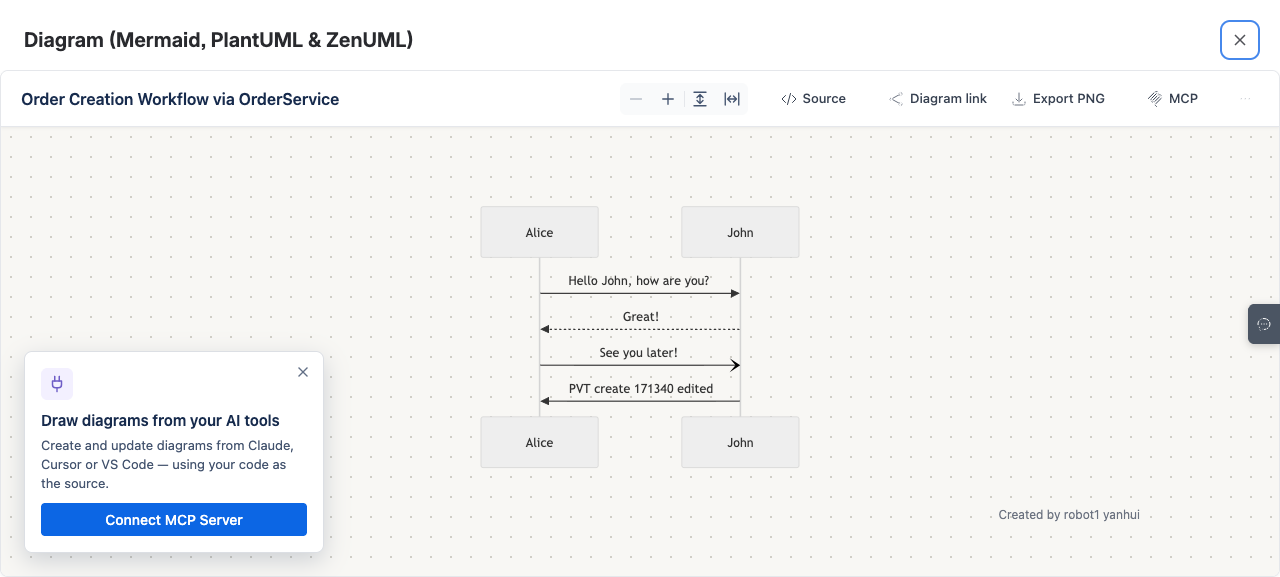 Diagram (Mermaid, PlantUML & ZenUML)
Order Creation Workflow via OrderService
Source
Diagram link
Export PNG
MCP
Alice
John
Hello John, how are you?
Great!
See you later!
PVT create 171340 edited
Alice
John
Draw diagrams from your AI tools
Create and update diagrams from Claude,
Cursor or VS Code — using your code as
the source.
Connect MCP Server
Created by robot1 yanhui